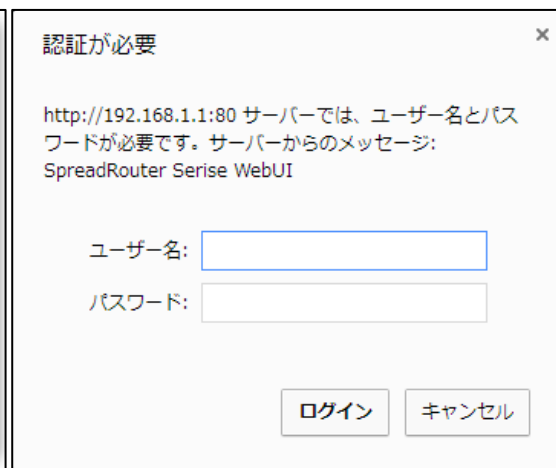 認証が必要
×
http://192.168.1.1:80 サーバーでは、ユーザー名とパス
ワードが必要です。サーバーからのメッセージ:
SpreadRouter Serise WebUI
ユーザー名:
パスワード:
ログイン キャンセル